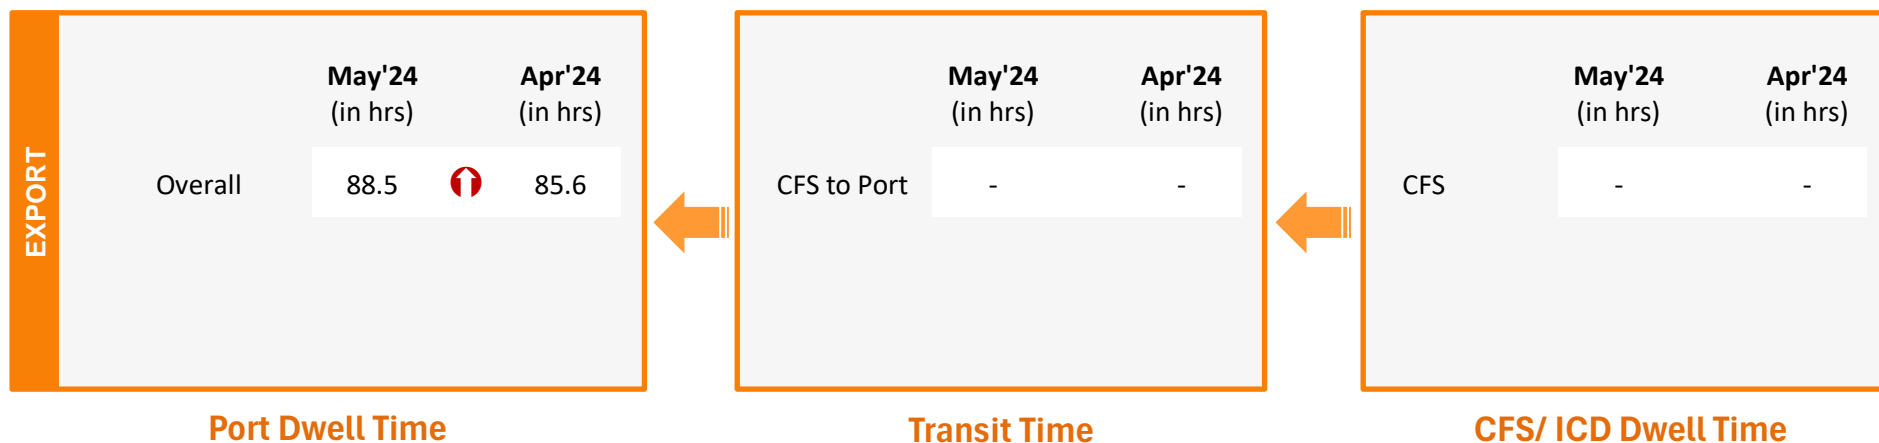 EXPORT
May'24 Apr'24
(in hrs) (in hrs)
Overall 88.5 85.6
Port Dwell Time
May'24 Apr'24
(in hrs) (in hrs)
CFS to Port - -
Transit Time
May'24 Apr'24
(in hrs) (in hrs)
CFS - -
CFS/ ICD Dwell Time